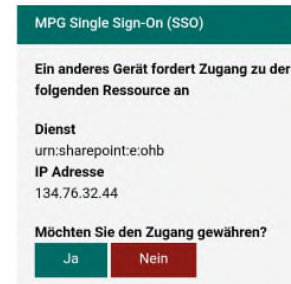 MPG Single Sign-On (SSO)
Ein anderes Gerät fordert Zugang zu der
folgenden Ressource an
Dienst
urn:sharepoint:e:ohb
IP Adresse
134.76.32.44
Möchten Sie den Zugang gewähren?
Ja
Nein